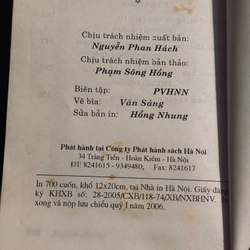 Chịu trách nhiệm xuất bản:
Nguyễn Phan Hách
Chịu trách nhiệm bản thảo:
Phạm Sông Hồng
Biên tập: PVHNN
Vẽ bìa: Văn Sáng
Sửa bản in: Hồng Nhung
Phát hành tại Công ty Phát hành sách Hà Nội
34 Tràng Tiền - Hoàn Kiếm - Hà Nội
ĐT: 8241615 - 9349480; Fax: 8241617
In 700 cuốn, khổ 12x20cm, tại Nhà in Hà Nội. Giấy đăng
ký KHXB số: 28-2005/CXB/118-74/XB/NXBHNV.
xong và nộp lưu chiểu quý I năm 2006.